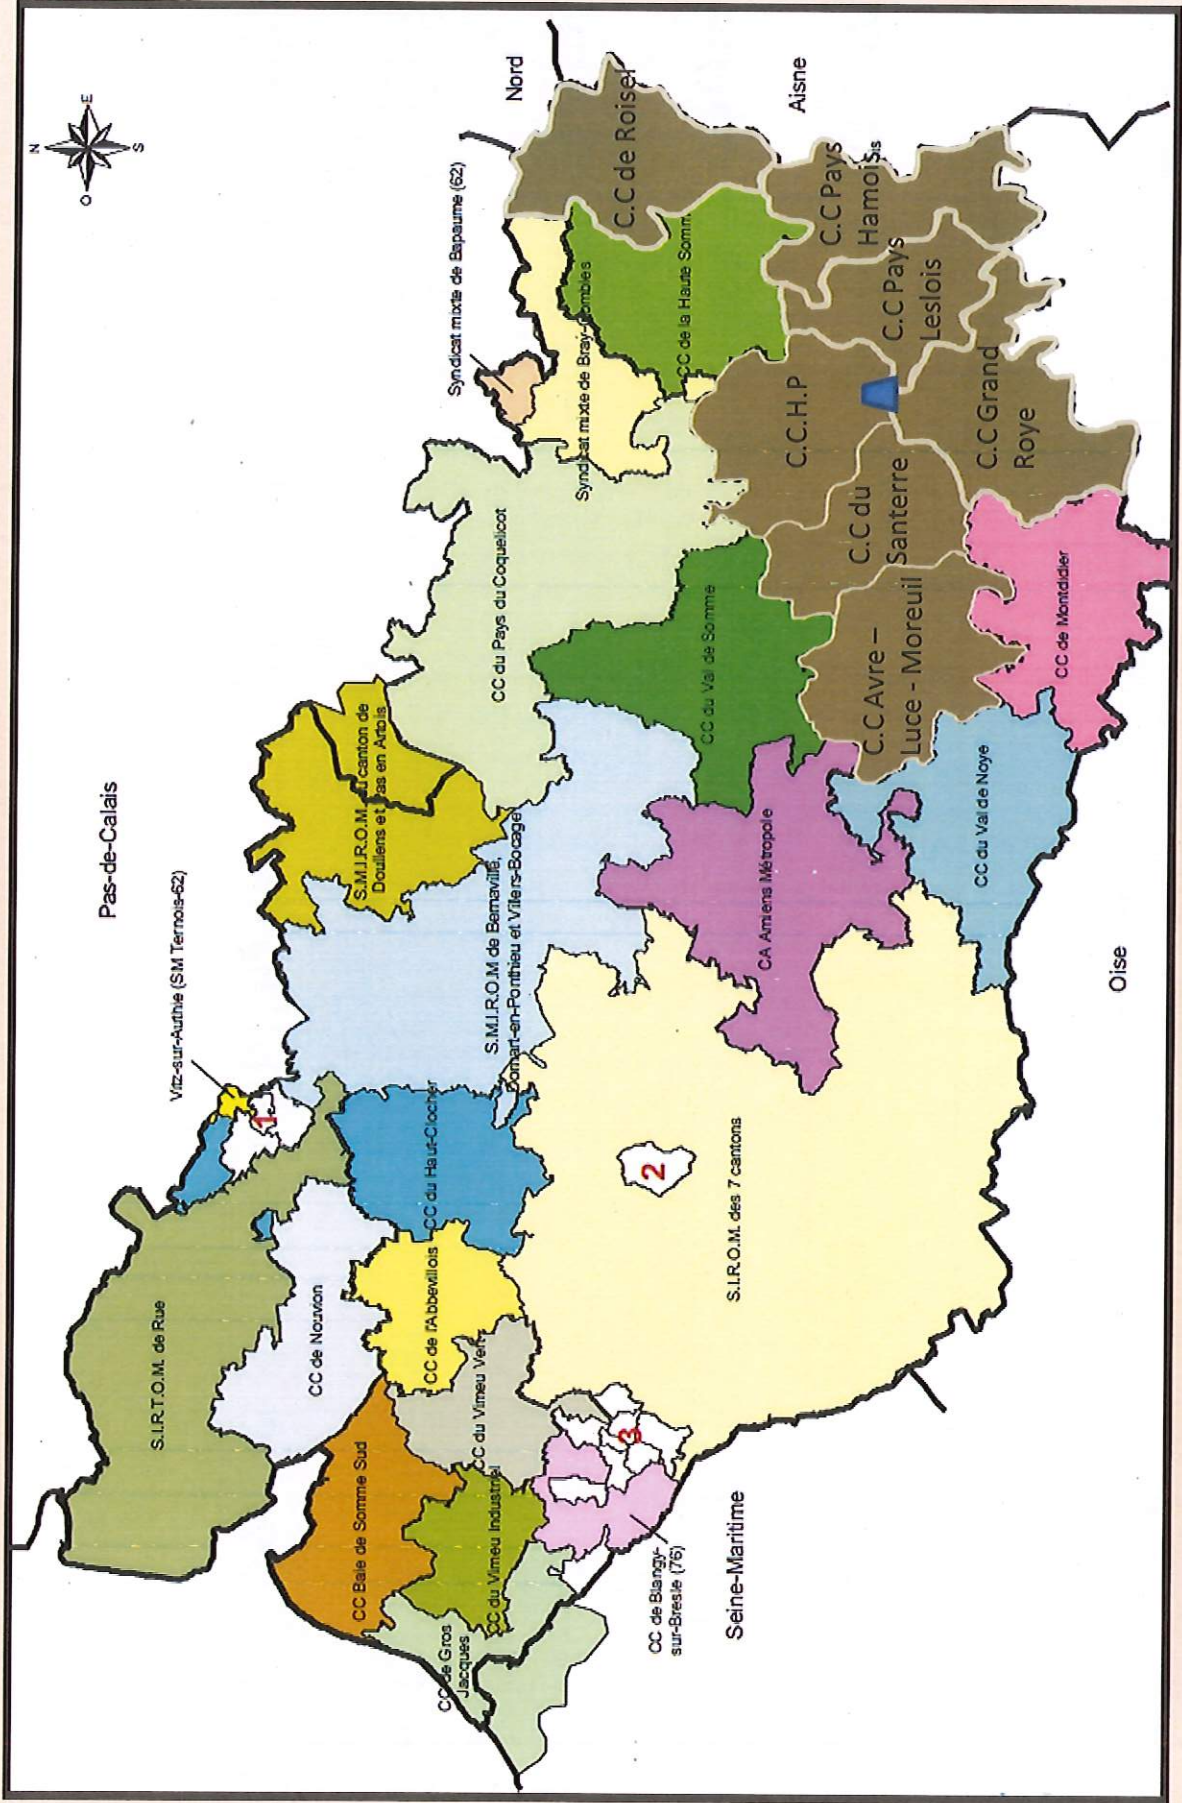 N
O
E
S
Pas-de-Calais
Nord
Aisne
Oise
Seine-Maritime
Vitz-sur-Authie (SM Ternois-62)
Syndicat mixte de Bapaume (62)
S.I.R.T.O.M. de Rue
1
CC de Nouvion
CC du Haut-Clocher
CC de l'Abbevillois
CC Baie de Somme Sud
CC du Vimeu Vert
CC du Vimeu Industriel
CC de Gros
Jacques
CC de Blangy-
sur-Bresle (76)
3
2
S.I.R.O.M. des 7 cantons
S.M.I.R.O.M. du canton de
Doullens et Pas en Artois
S.M.I.R.O.M de Bernaville,
Domart-en-Ponthieu et Villers-Bocage
CA Amiens Métropole
CC du Pays du Coquelicot
CC du Val de Somme
CC du Val de Noye
CC de Montdidier
Syndicat mixte de Bray-Combles
CC de la Haute Somm
C.C de Roisel
C.C Pays
Hamois
is
C.C Pays
Leslois
C.C.H.P
C.C du
Santerre
C.C Grand
Roye
C.C Avre –
Luce - Moreuil